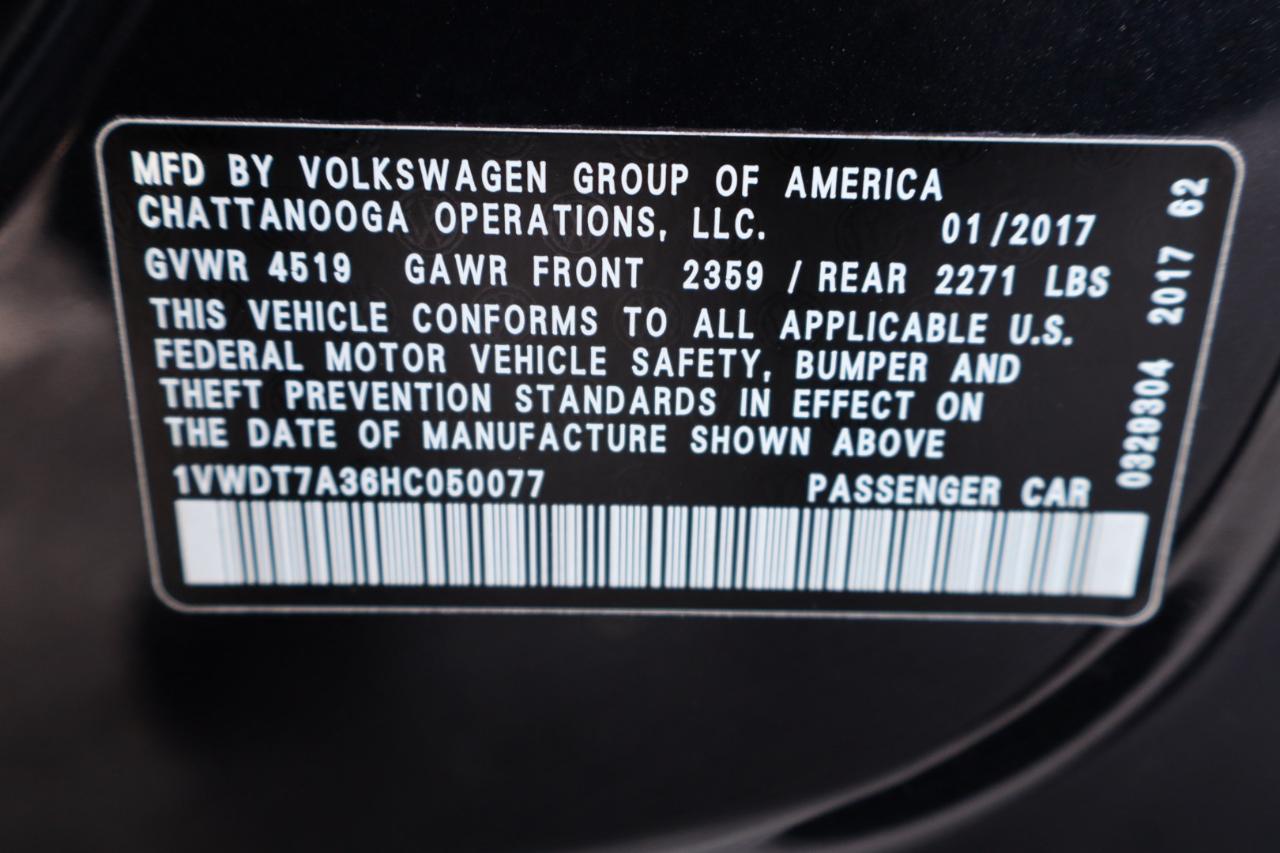 MFD BY VOLKSWAGEN GROUP OF AMERICA
CHATTANOOGA OPERATIONS, LLC. 01/2017
GVWR 4519 GAWR FRONT 2359 / REAR 2271 LBS
THIS VEHICLE CONFORMS TO ALL APPLICABLE U.S.
FEDERAL MOTOR VEHICLE SAFETY, BUMPER AND
THEFT PREVENTION STANDARDS IN EFFECT ON
THE DATE OF MANUFACTURE SHOWN ABOVE
1VWDT7A36HC050077 PASSENGER CAR
0329304 2017 62